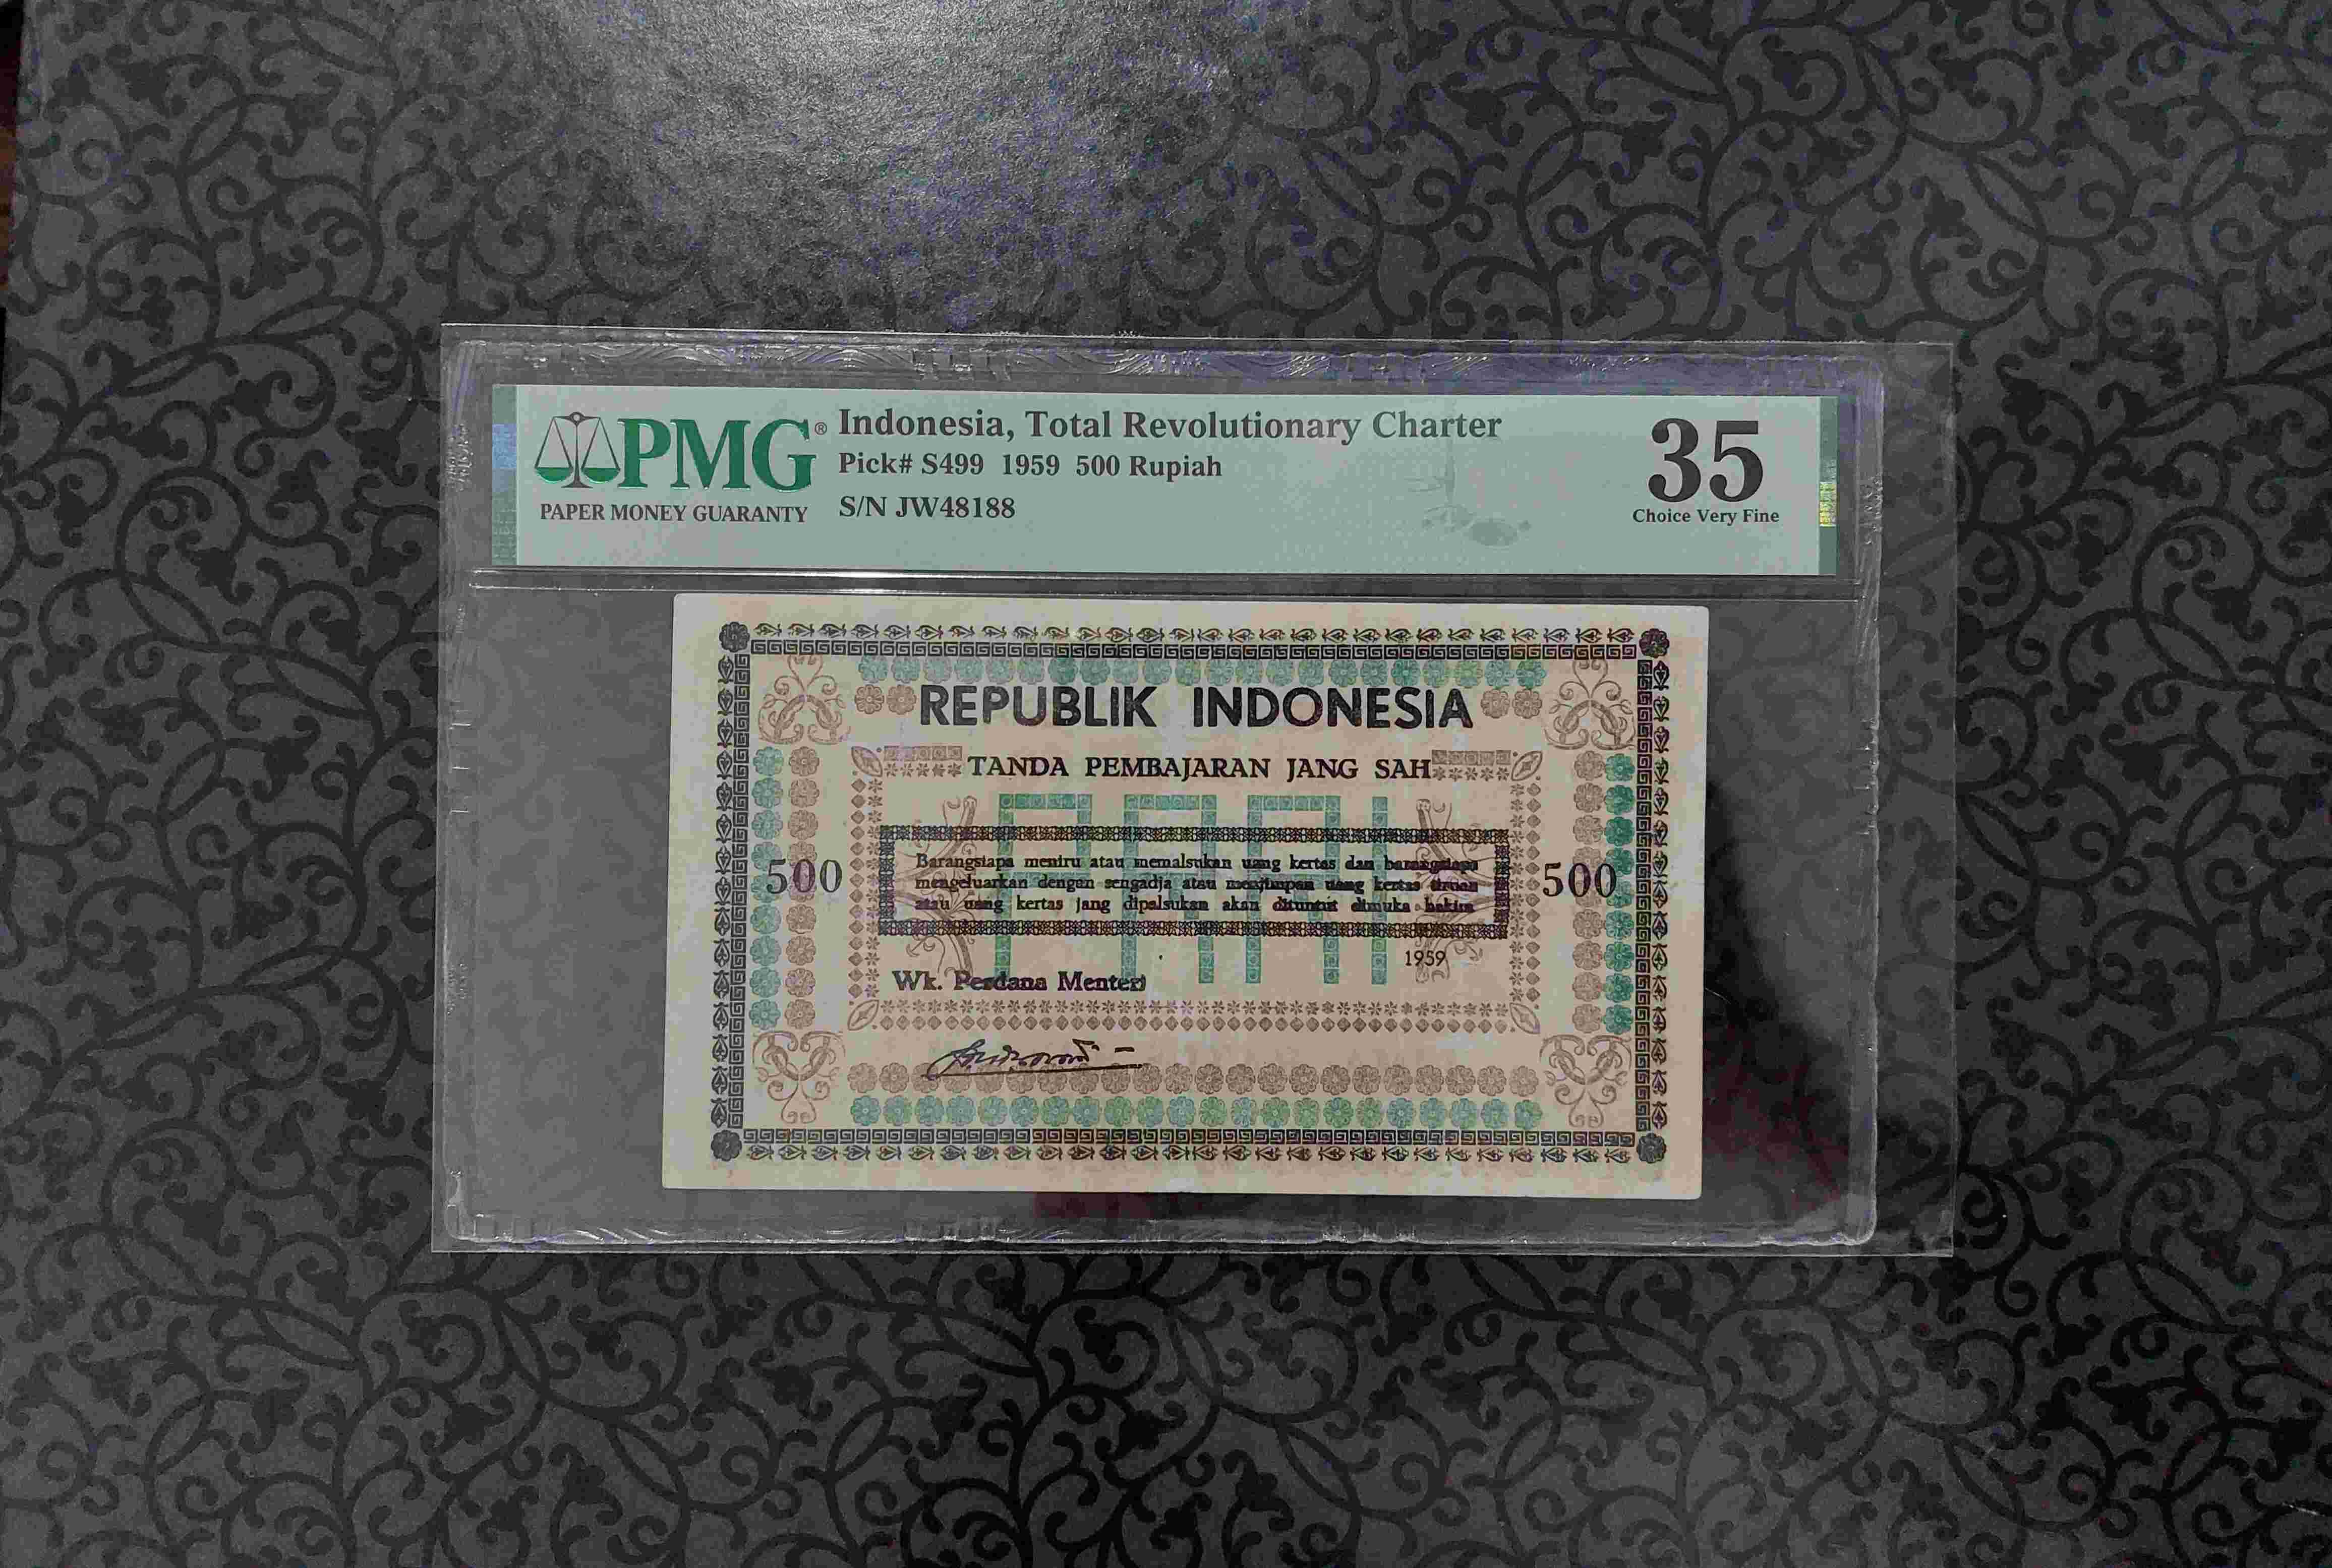 PMG®
PAPER MONEY GUARANTY
Indonesia, Total Revolutionary Charter
Pick# S499 1959 500 Rupiah
S/N JW48188
35
Choice Very Fine
REPUBLIK INDONESIA
TANDA PEMBAJARAN JANG SAH
500
Barangsiapa meniru atau memalsukan uang kertas dan barangsiapa
mengeluarkan dengan sengadja atau menjimpan uang kertas tiruan
atau uang kertas jang dipalsukan akan dituntut dimuka hakim
500
1959
Wk. Perdana Menteri